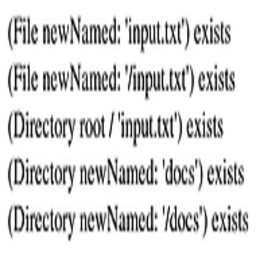 (File newNamed: 'input.txt') exists
(File newNamed: '/input.txt') exists
(Directory root / 'input.txt') exists
(Directory newNamed: 'docs') exists
(Directory newNamed: '/docs') exists